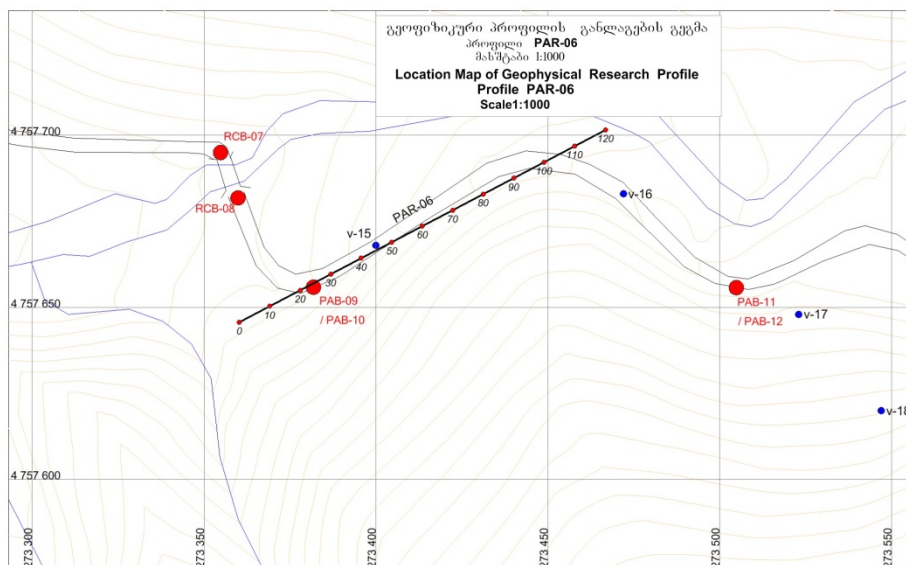 გეოფიზიკური პროფილის განლაგების გეგმა
პროფილი PAR-06
მასშტაბი 1:1000
Location Map of Geophysical Research Profile
Profile PAR-06
Scale1:1000
4 757.700
RCB-07
RCB-08
PAR-06
v-15
v-16
0
10
20
30
40
50
60
70
80
90
100
110
120
4 757.650
PAB-09
/ PAB-10
PAB-11
/ PAB-12
v-17
v-18
4 757.600
273.300
273.350
273.400
273.450
273.500
273.550